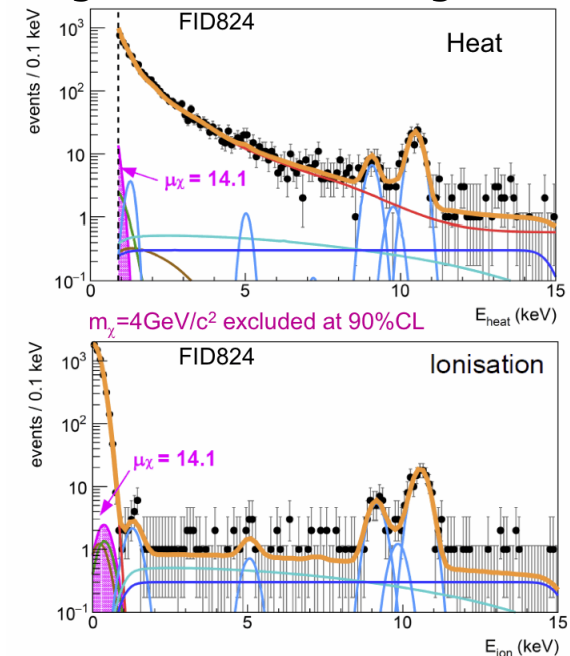 FID824
Heat
events / 0.1 keV
10³
10²
10
1
10⁻¹
μχ = 14.1
0 5 10 15
E_heat (keV)
mχ=4GeV/c² excluded at 90%CL
FID824
Ionisation
events / 0.1 keV
10³
10²
10
1
10⁻¹
μχ = 14.1
0 5 10 15
E_ion (keV)